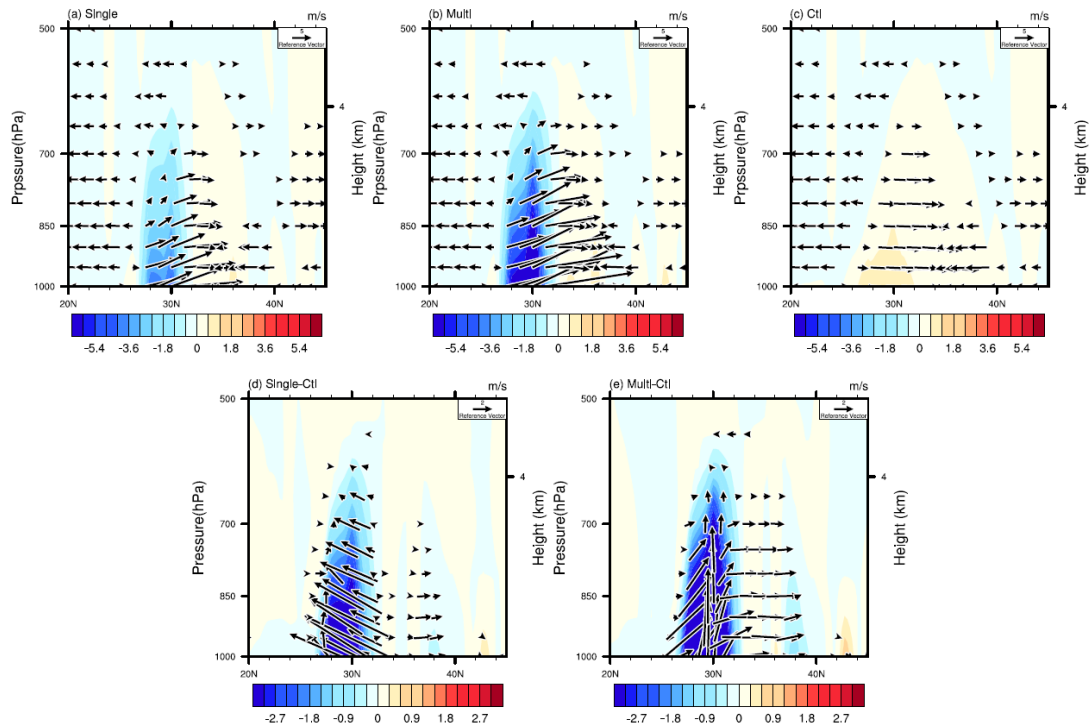 (a) SIngle m/s
(b) MultI m/s
(c) Ctl m/s
500 5
Reference Vector
4
Prpssure(hPa)
Height (km)
700
850
1000
20N 30N 40N
-5.4 -3.6 -1.8 0 1.8 3.6 5.4
500 5
Reference Vector
4
Prpssure(hPa)
Height (km)
700
850
1000
20N 30N 40N
-5.4 -3.6 -1.8 0 1.8 3.6 5.4
500 5
Reference Vector
4
Prpssure(hPa)
Height (km)
700
850
1000
20N 30N 40N
-5.4 -3.6 -1.8 0 1.8 3.6 5.4
(d) SIngle-Ctl m/s
(e) MultI-Ctl m/s
500 2
Reference Vector
4
Pressure(hPa)
Height (km)
700
850
1000
20N 30N 40N
-2.7 -1.8 -0.9 0 0.9 1.8 2.7
500 2
Reference Vector
4
Pressure(hPa)
Height (km)
700
850
1000
20N 30N 40N
-2.7 -1.8 -0.9 0 0.9 1.8 2.7